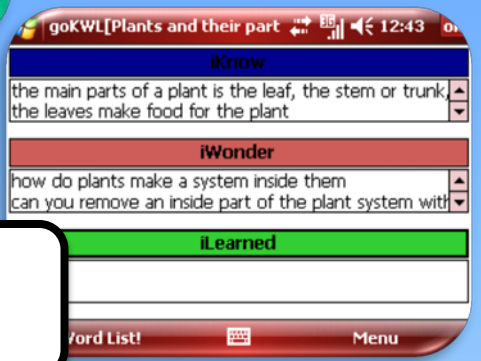 goKWL[Plants and their part 3G 12:43
iKnow
the main parts of a plant is the leaf, the stem or trunk,
the leaves make food for the plant
iWonder
how do plants make a system inside them
can you remove an inside part of the plant system with
iLearned
Word List! Menu